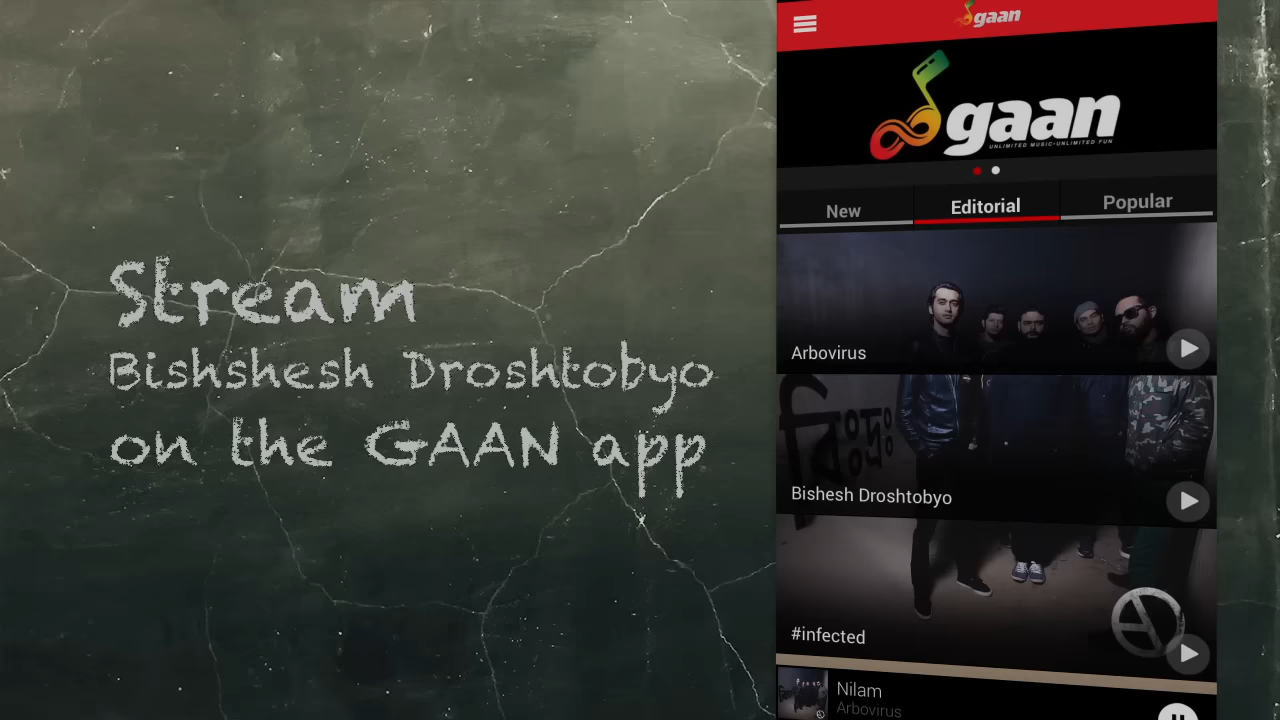 Stream
Bishshesh Droshtobyo
on the GAAN app
gaan
gaan
UNLIMITED MUSIC-UNLIMITED FUN
New Editorial Popular
Arbovirus
Bishesh Droshtobyo
#infected
Nilam
Arbovirus